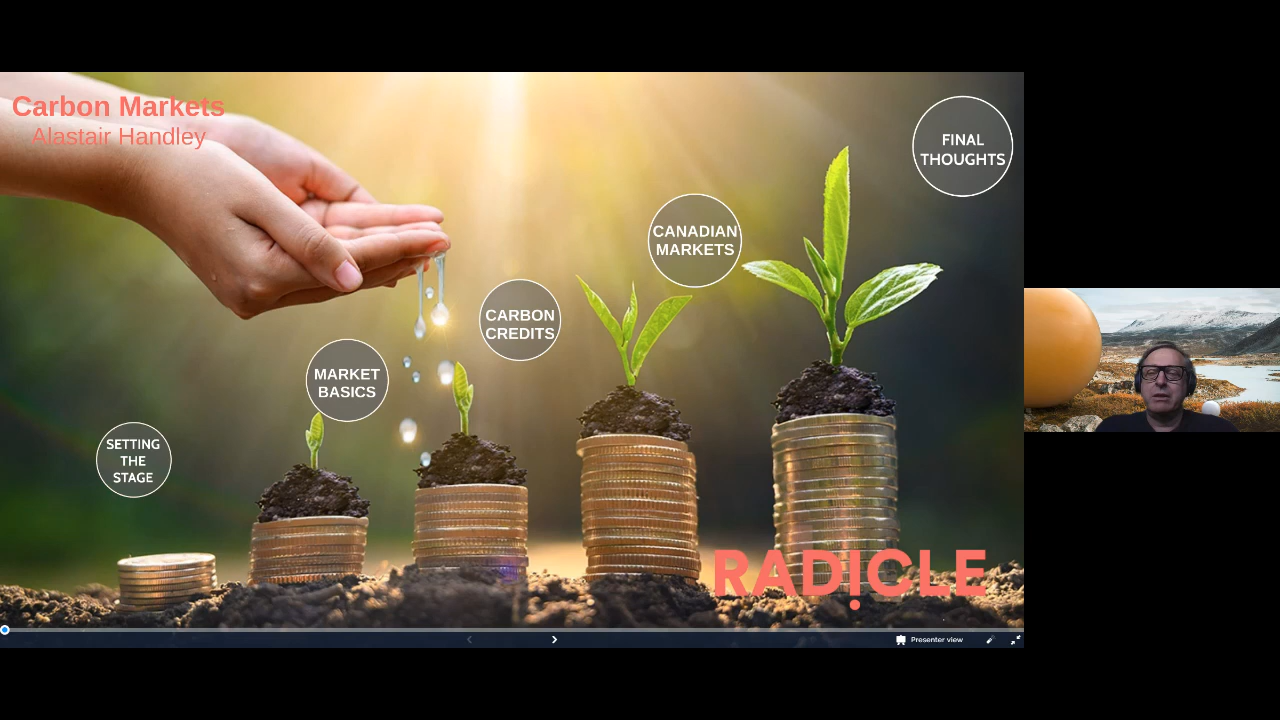 Carbon Markets
Alastair Handley
FINAL
THOUGHTS
CANADIAN
MARKETS
CARBON
CREDITS
MARKET
BASICS
SETTING
THE
STAGE
RADICLE
Presenter view